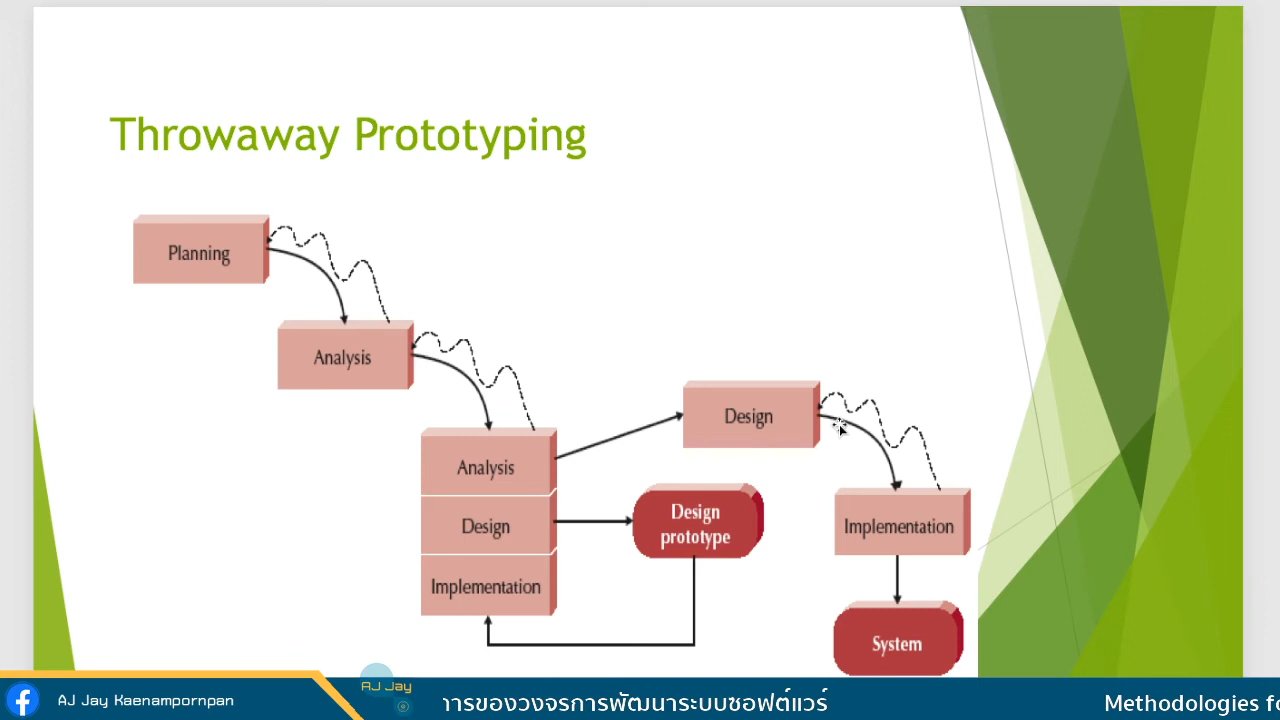 Throwaway Prototyping
Planning
Analysis
Analysis
Design
Implementation
Design
prototype
Design
Implementation
System
AJ Jay Kaenampornpan
AJ Jay
ารของวงจรการพัฒนาระบบซอฟต์แวร์
Methodologies fo